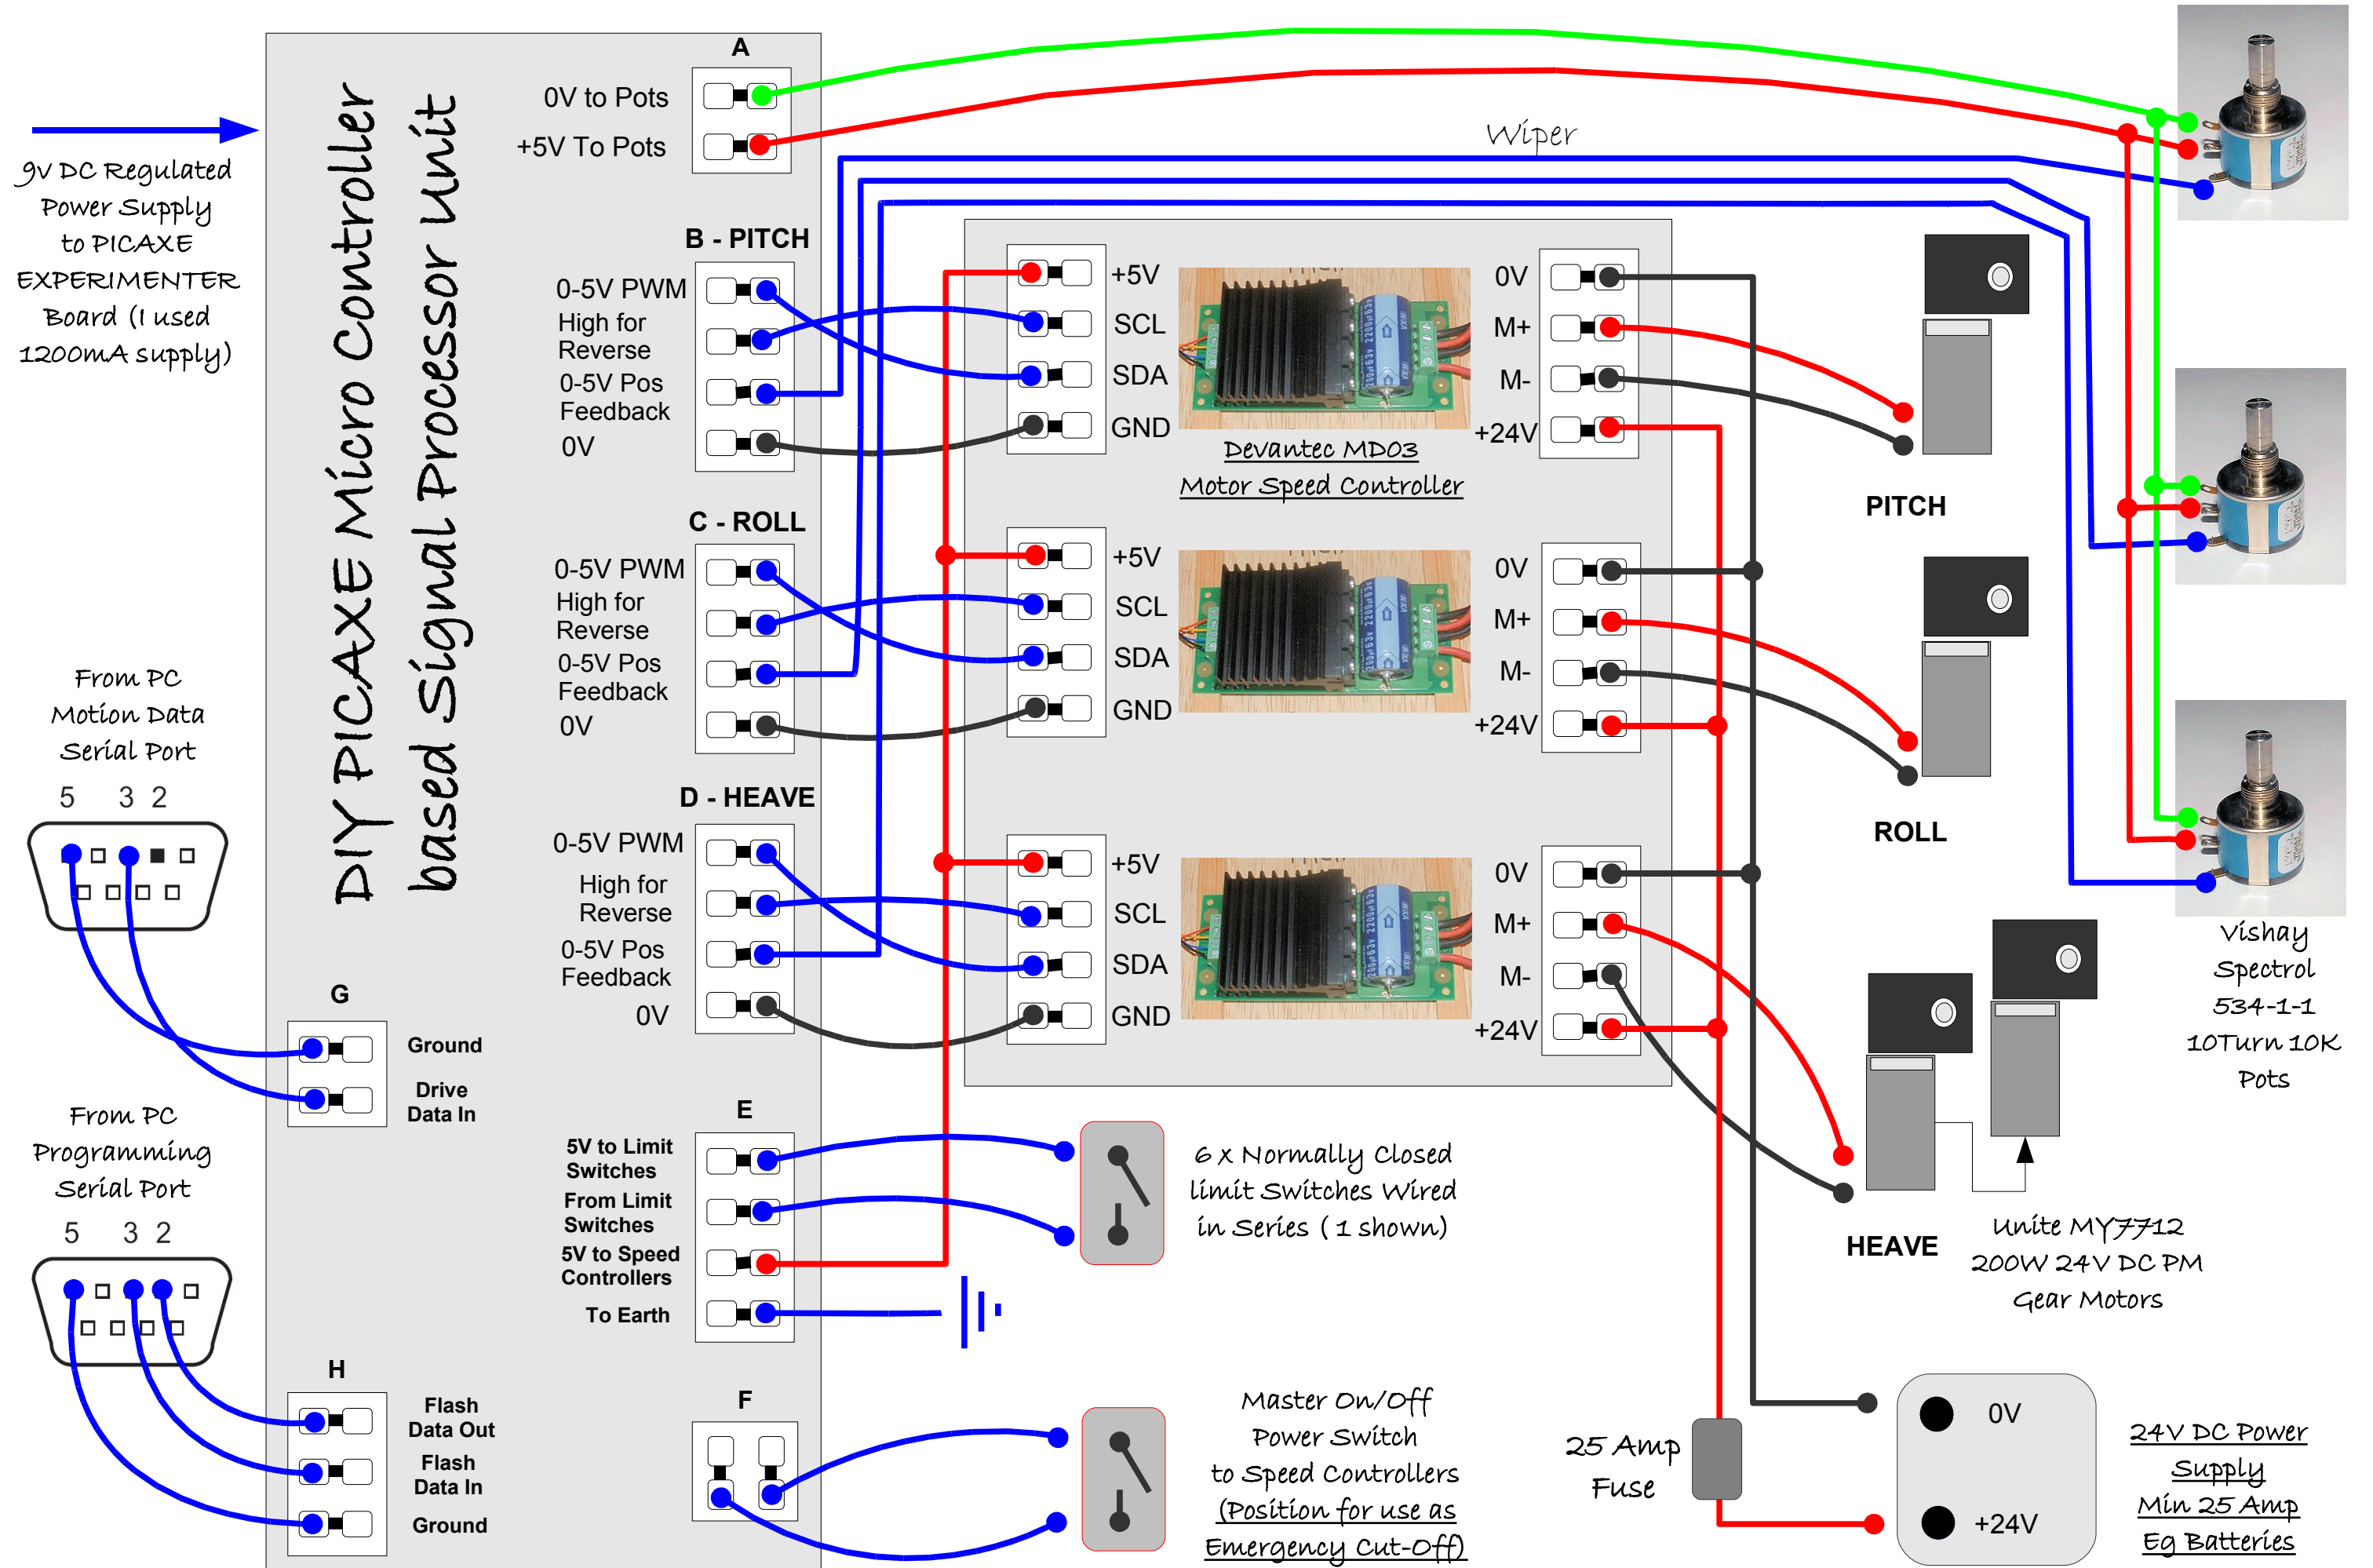 DIY PICAXE Micro Controller
based Signal Processor Unit
9v DC Regulated
Power Supply
to PICAXE
EXPERIMENTER
Board (I used
1200mA supply)
From PC
Motion Data
Serial Port
5 3 2
From PC
Programming
Serial Port
5 3 2
G
Ground
Drive
Data In
H
Flash
Data Out
Flash
Data In
Ground
A
0V to Pots
+5V To Pots
B - PITCH
0-5V PWM
High for
Reverse
0-5V Pos
Feedback
0V
C - ROLL
0-5V PWM
High for
Reverse
0-5V Pos
Feedback
0V
D - HEAVE
0-5V PWM
High for
Reverse
0-5V Pos
Feedback
0V
E
5V to Limit
Switches
From Limit
Switches
5V to Speed
Controllers
To Earth
F
Wiper
+5V
SCL
SDA
GND
Devantec MD03
Motor Speed Controller
0V
M+
M-
+24V
+5V
SCL
SDA
GND
0V
M+
M-
+24V
+5V
SCL
SDA
GND
0V
M+
M-
+24V
PITCH
ROLL
HEAVE
Vishay
Spectrol
534-1-1
10Turn 10K
Pots
Unite MY7712
200W 24V DC PM
Gear Motors
6 x Normally Closed
limit Switches Wired
in Series ( 1 shown)
Master On/Off
Power Switch
to Speed Controllers
(Position for use as
Emergency Cut-Off)
25 Amp
Fuse
0V
+24V
24V DC Power
Supply
Min 25 Amp
Eg Batteries